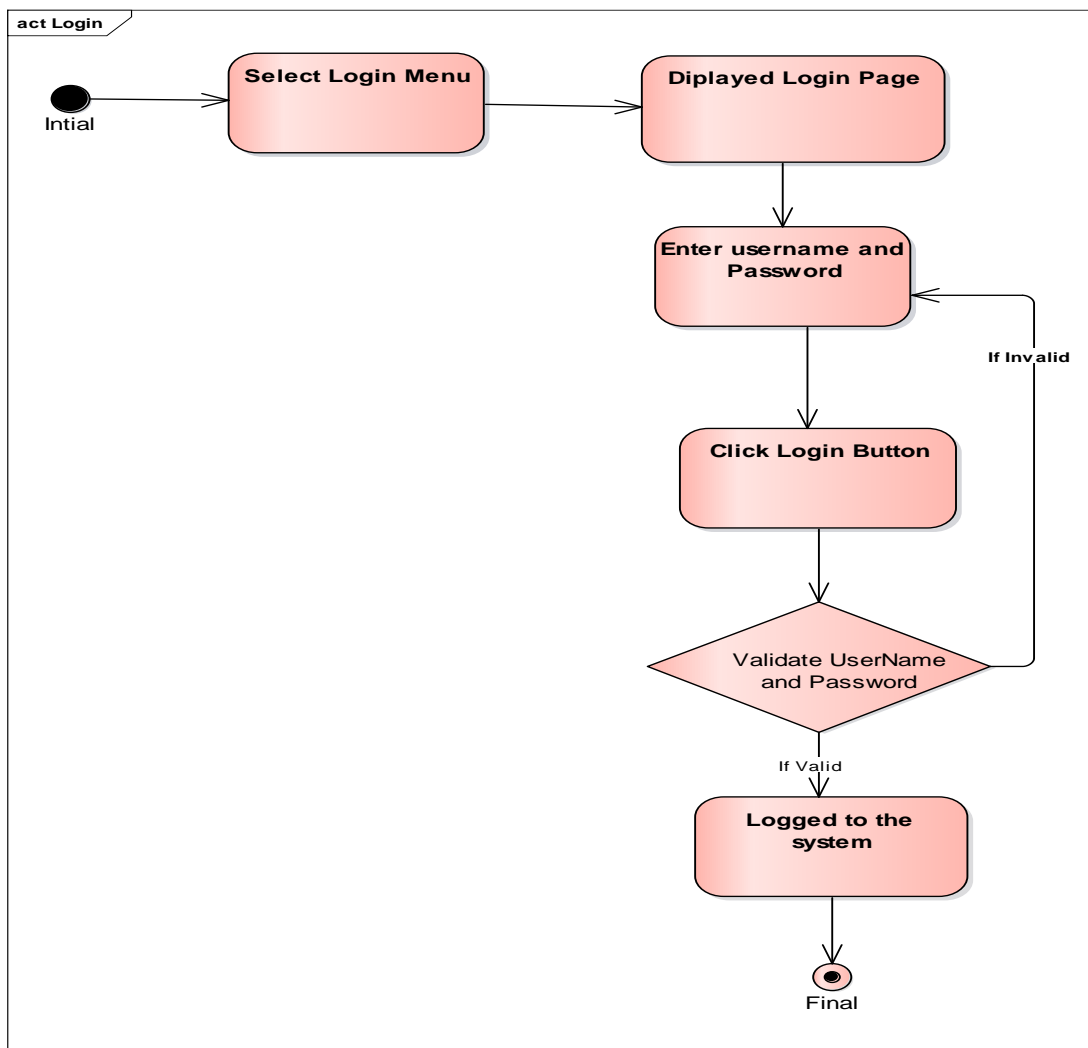 act Login
Intial
Select Login Menu
Diplayed Login Page
Enter username and
Password
If Invalid
Click Login Button
Validate UserName
and Password
If Valid
Logged to the
system
Final